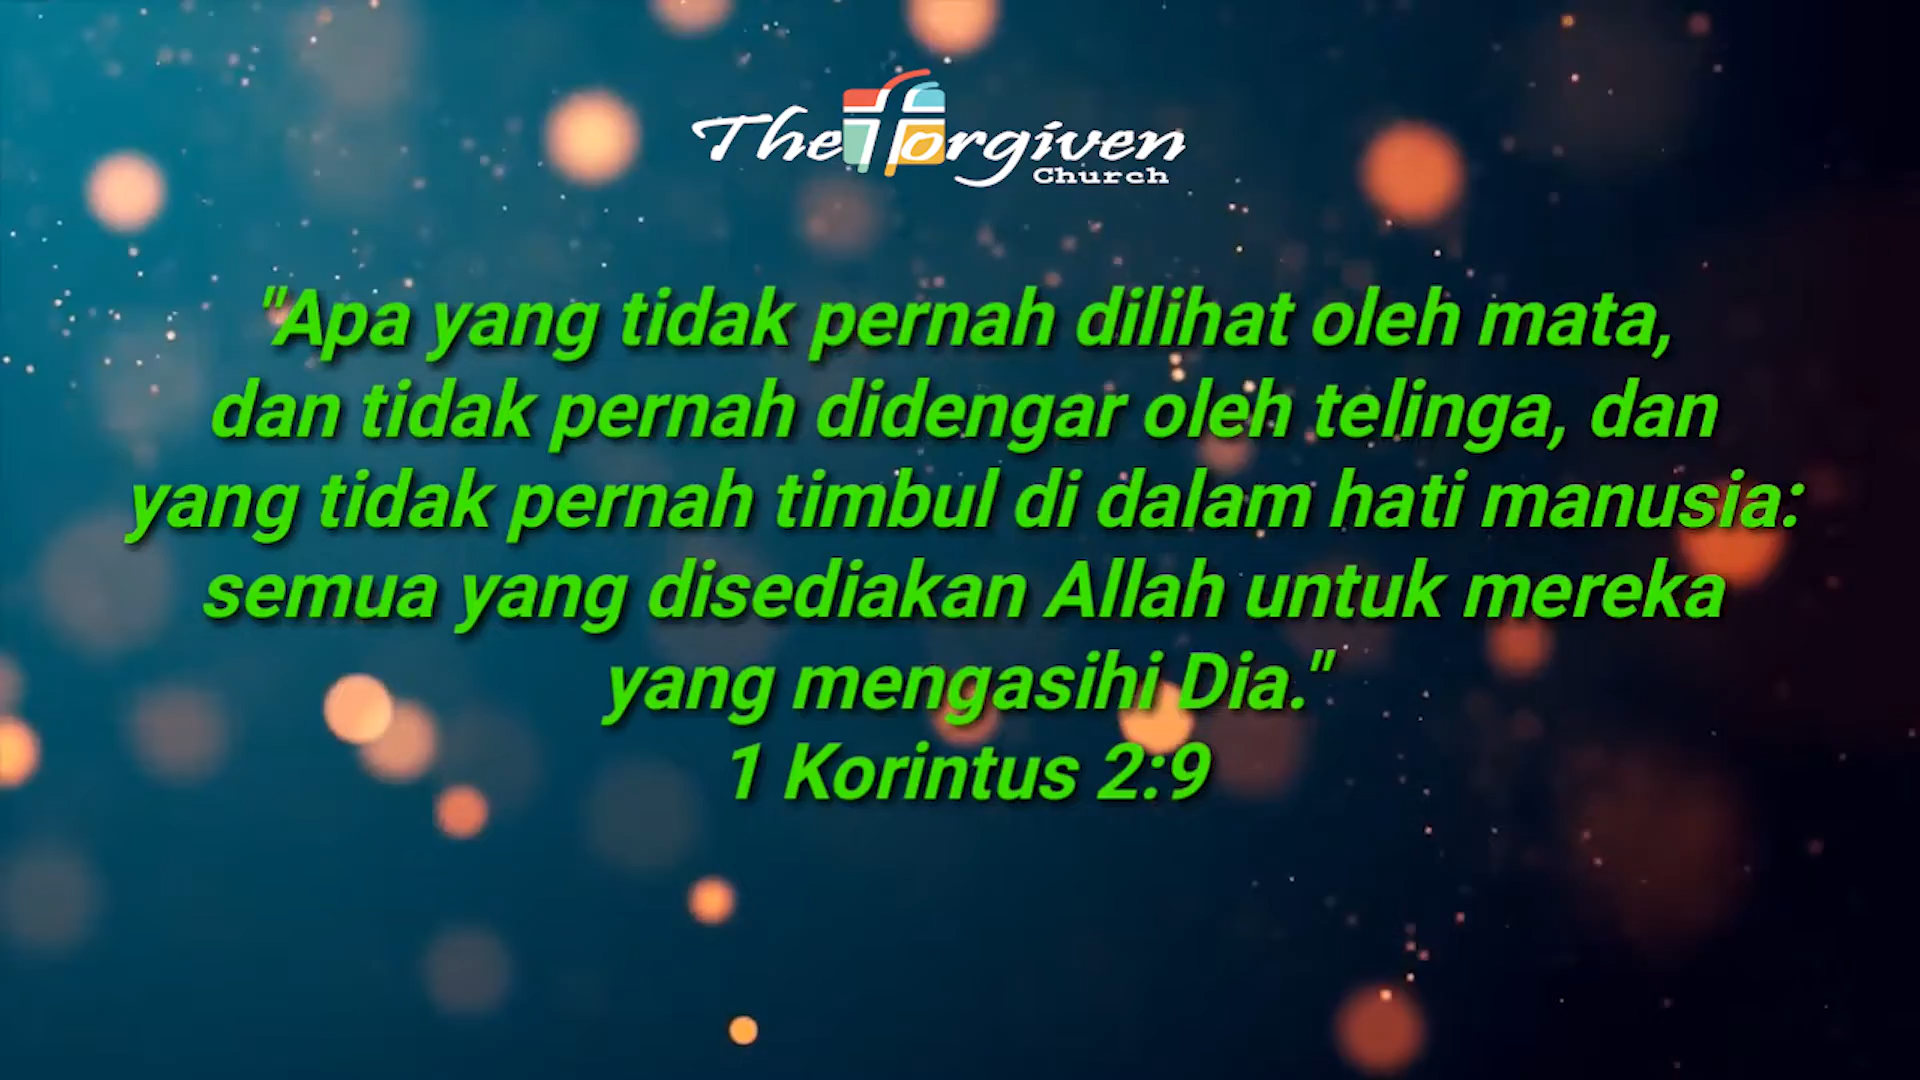 The Forgiven
Church
"Apa yang tidak pernah dilihat oleh mata,
dan tidak pernah didengar oleh telinga, dan
yang tidak pernah timbul di dalam hati manusia:
semua yang disediakan Allah untuk mereka
yang mengasihi Dia."
1 Korintus 2:9